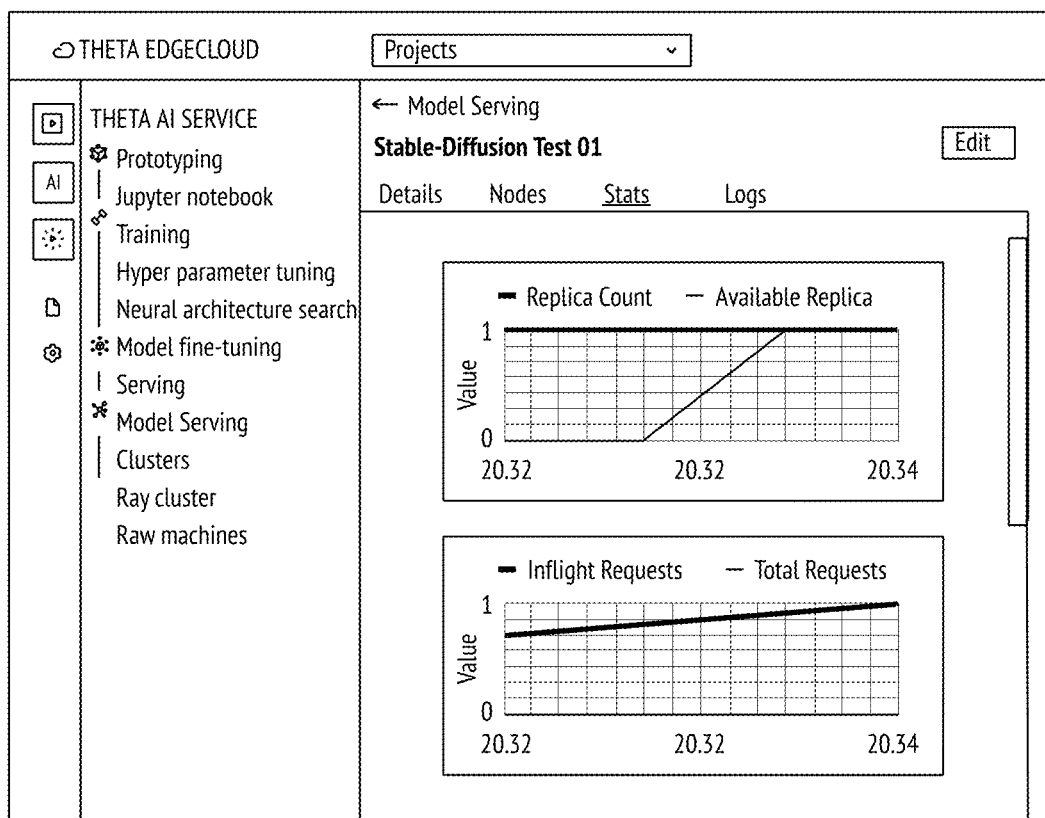 THETA EDGECLOUD
Projects
AI
THETA AI SERVICE
Prototyping
Jupyter notebook
Training
Hyper parameter tuning
Neural architecture search
Model fine-tuning
Serving
Model Serving
Clusters
Ray cluster
Raw machines
← Model Serving
Stable-Diffusion Test 01
Edit
Details Nodes Stats Logs
Replica Count Available Replica
1
Value
0
20.32 20.32 20.34
Inflight Requests Total Requests
1
Value
0
20.32 20.32 20.34